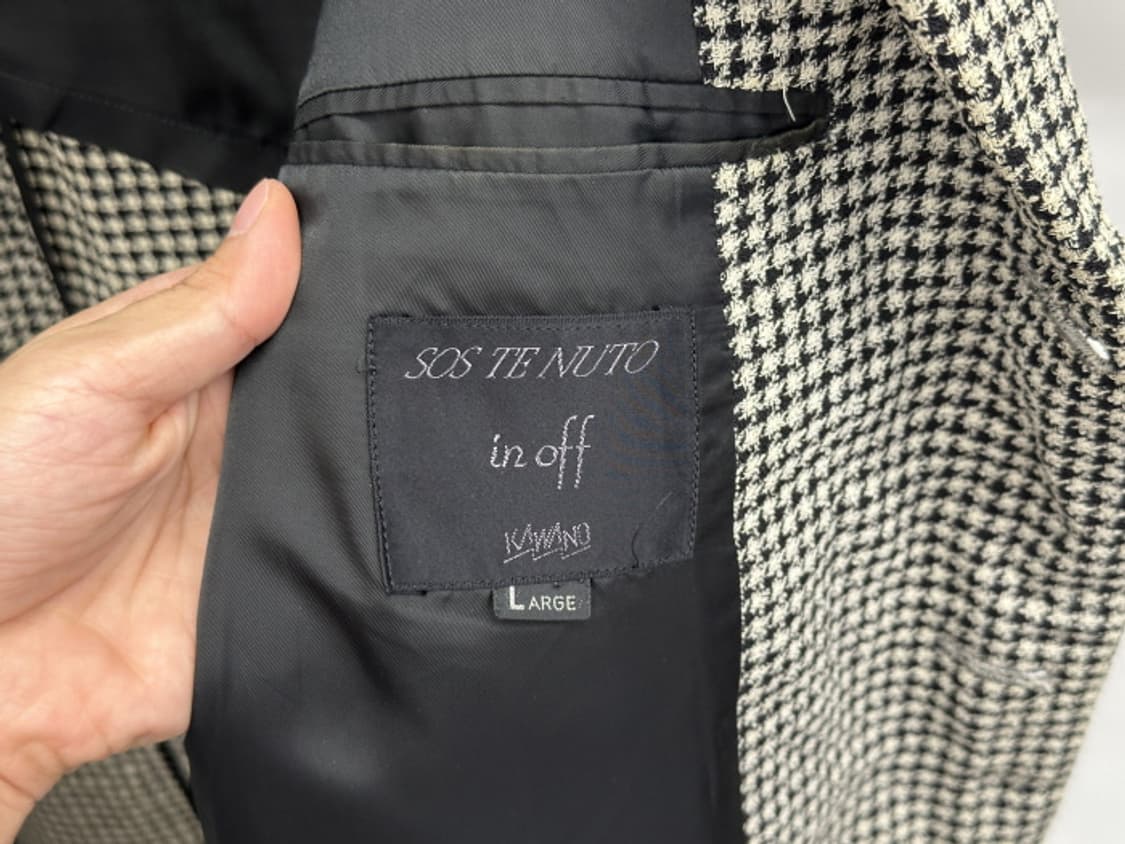 SOS TE NUTO
in off
KAWANO
LARGE